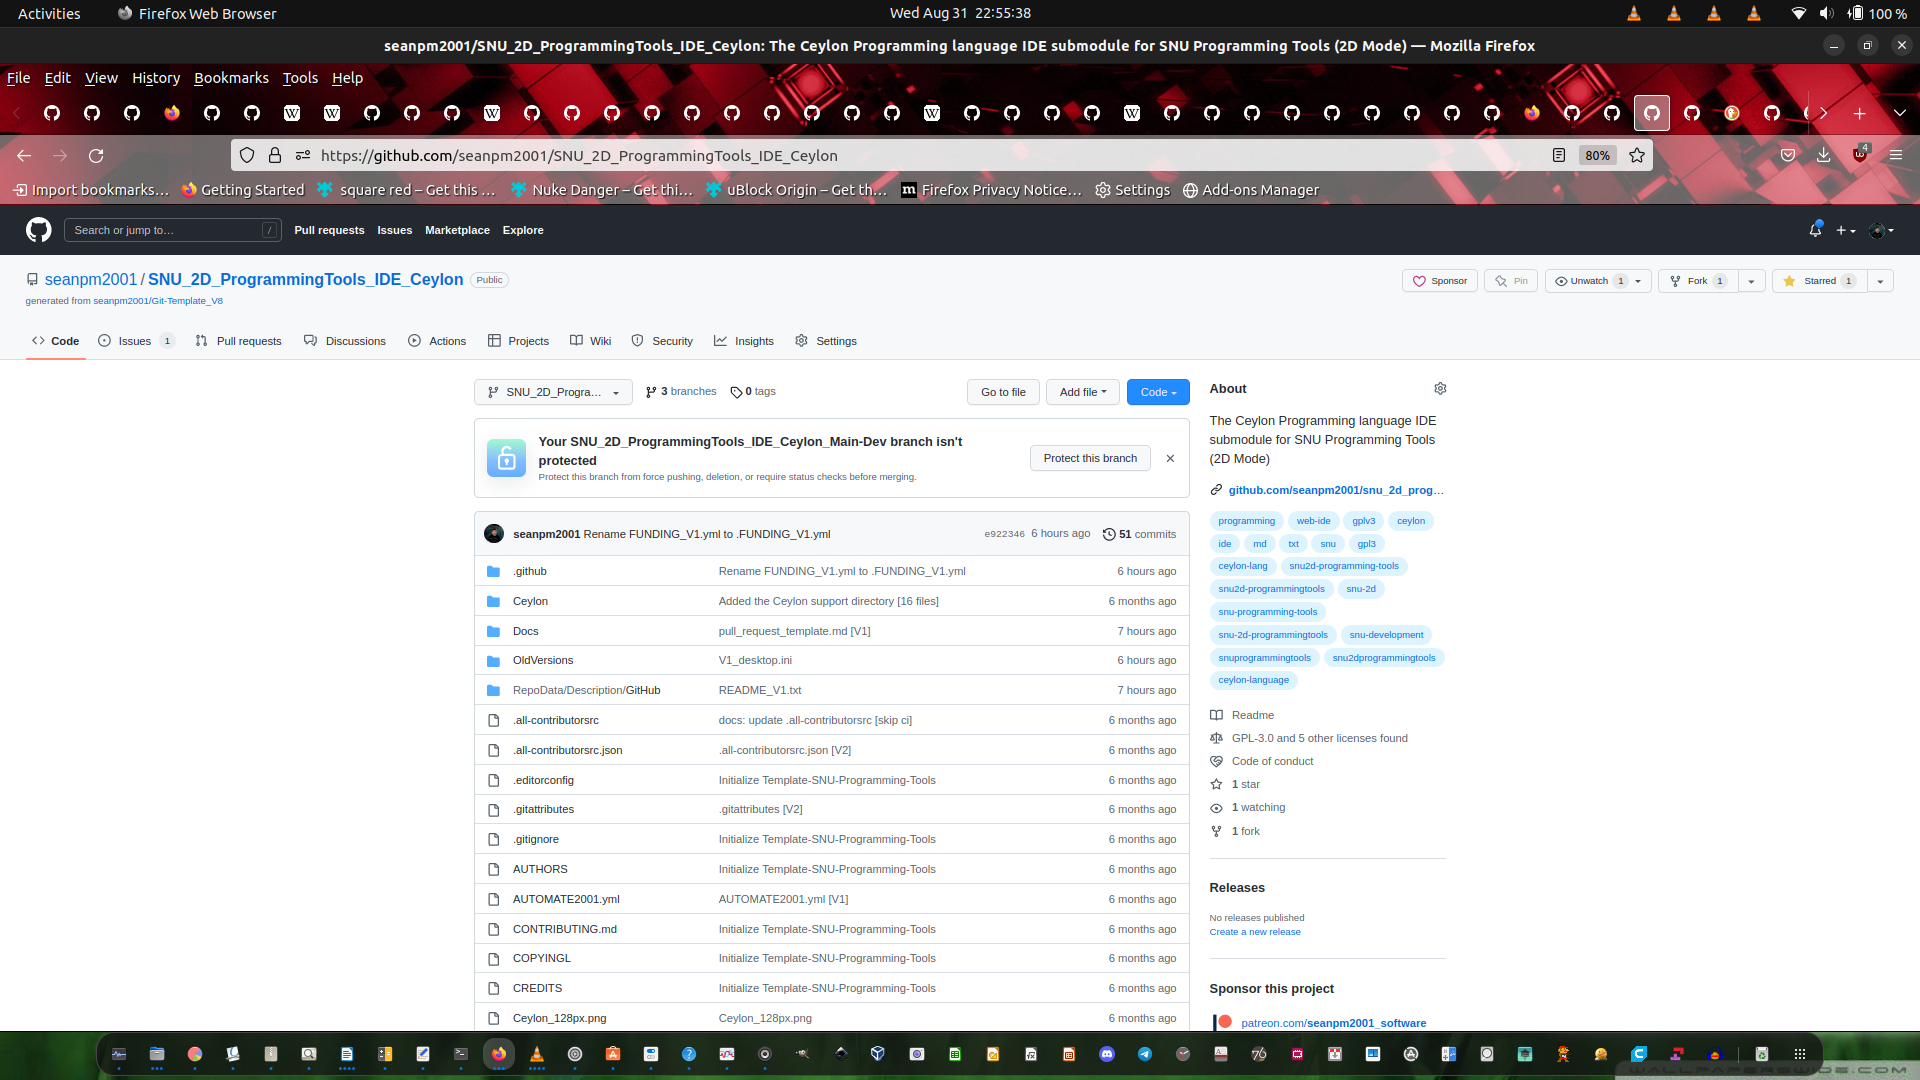 Activities
Firefox Web Browser
Wed Aug 31 22:55:38
100 %
seanpm2001/SNU_2D_ProgrammingTools_IDE_Ceylon: The Ceylon Programming language IDE submodule for SNU Programming Tools (2D Mode) — Mozilla Firefox
File Edit View History Bookmarks Tools Help
https://github.com/seanpm2001/SNU_2D_ProgrammingTools_IDE_Ceylon
80%
4
Import bookmarks…
Getting Started
square red – Get this …
Nuke Danger – Get thi…
uBlock Origin – Get th…
Firefox Privacy Notice…
Settings
Add-ons Manager
Search or jump to…
/
Pull requests
Issues
Marketplace
Explore
seanpm2001 / SNU_2D_ProgrammingTools_IDE_Ceylon
Public
generated from seanpm2001/Git-Template_V8
Sponsor
Pin
Unwatch 1
Fork 1
Starred 1
Code
Issues 1
Pull requests
Discussions
Actions
Projects
Wiki
Security
Insights
Settings
SNU_2D_Progra…
3 branches
0 tags
Go to file
Add file
Code
Your SNU_2D_ProgrammingTools_IDE_Ceylon_Main-Dev branch isn't
protected
Protect this branch from force pushing, deletion, or require status checks before merging.
Protect this branch
seanpm2001 Rename FUNDING_V1.yml to .FUNDING_V1.yml
e922346 6 hours ago
51 commits
.github Rename FUNDING_V1.yml to .FUNDING_V1.yml 6 hours ago
Ceylon Added the Ceylon support directory [16 files] 6 months ago
Docs pull_request_template.md [V1] 7 hours ago
OldVersions V1_desktop.ini 6 hours ago
RepoData/Description/GitHub README_V1.txt 7 hours ago
.all-contributorsrc docs: update .all-contributorsrc [skip ci] 6 months ago
.all-contributorsrc.json .all-contributorsrc.json [V2] 6 months ago
.editorconfig Initialize Template-SNU-Programming-Tools 6 months ago
.gitattributes .gitattributes [V2] 6 months ago
.gitignore Initialize Template-SNU-Programming-Tools 6 months ago
AUTHORS Initialize Template-SNU-Programming-Tools 6 months ago
AUTOMATE2001.yml AUTOMATE2001.yml [V1] 6 months ago
CONTRIBUTING.md Initialize Template-SNU-Programming-Tools 6 months ago
COPYINGL Initialize Template-SNU-Programming-Tools 6 months ago
CREDITS Initialize Template-SNU-Programming-Tools 6 months ago
Ceylon_128px.png Ceylon_128px.png 6 months ago
About
The Ceylon Programming language IDE
submodule for SNU Programming Tools
(2D Mode)
github.com/seanpm2001/snu_2d_prog…
programming web-ide gplv3 ceylon
ide md txt snu gpl3
ceylon-lang snu2d-programming-tools
snu2d-programmingtools snu-2d
snu-programming-tools
snu-2d-programmingtools snu-development
snuprogrammingtools snu2dprogrammingtools
ceylon-language
Readme
GPL-3.0 and 5 other licenses found
Code of conduct
1 star
1 watching
1 fork
Releases
No releases published
Create a new release
Sponsor this project
patreon.com/seanpm2001_software
WALLPAPERSWIDE.COM